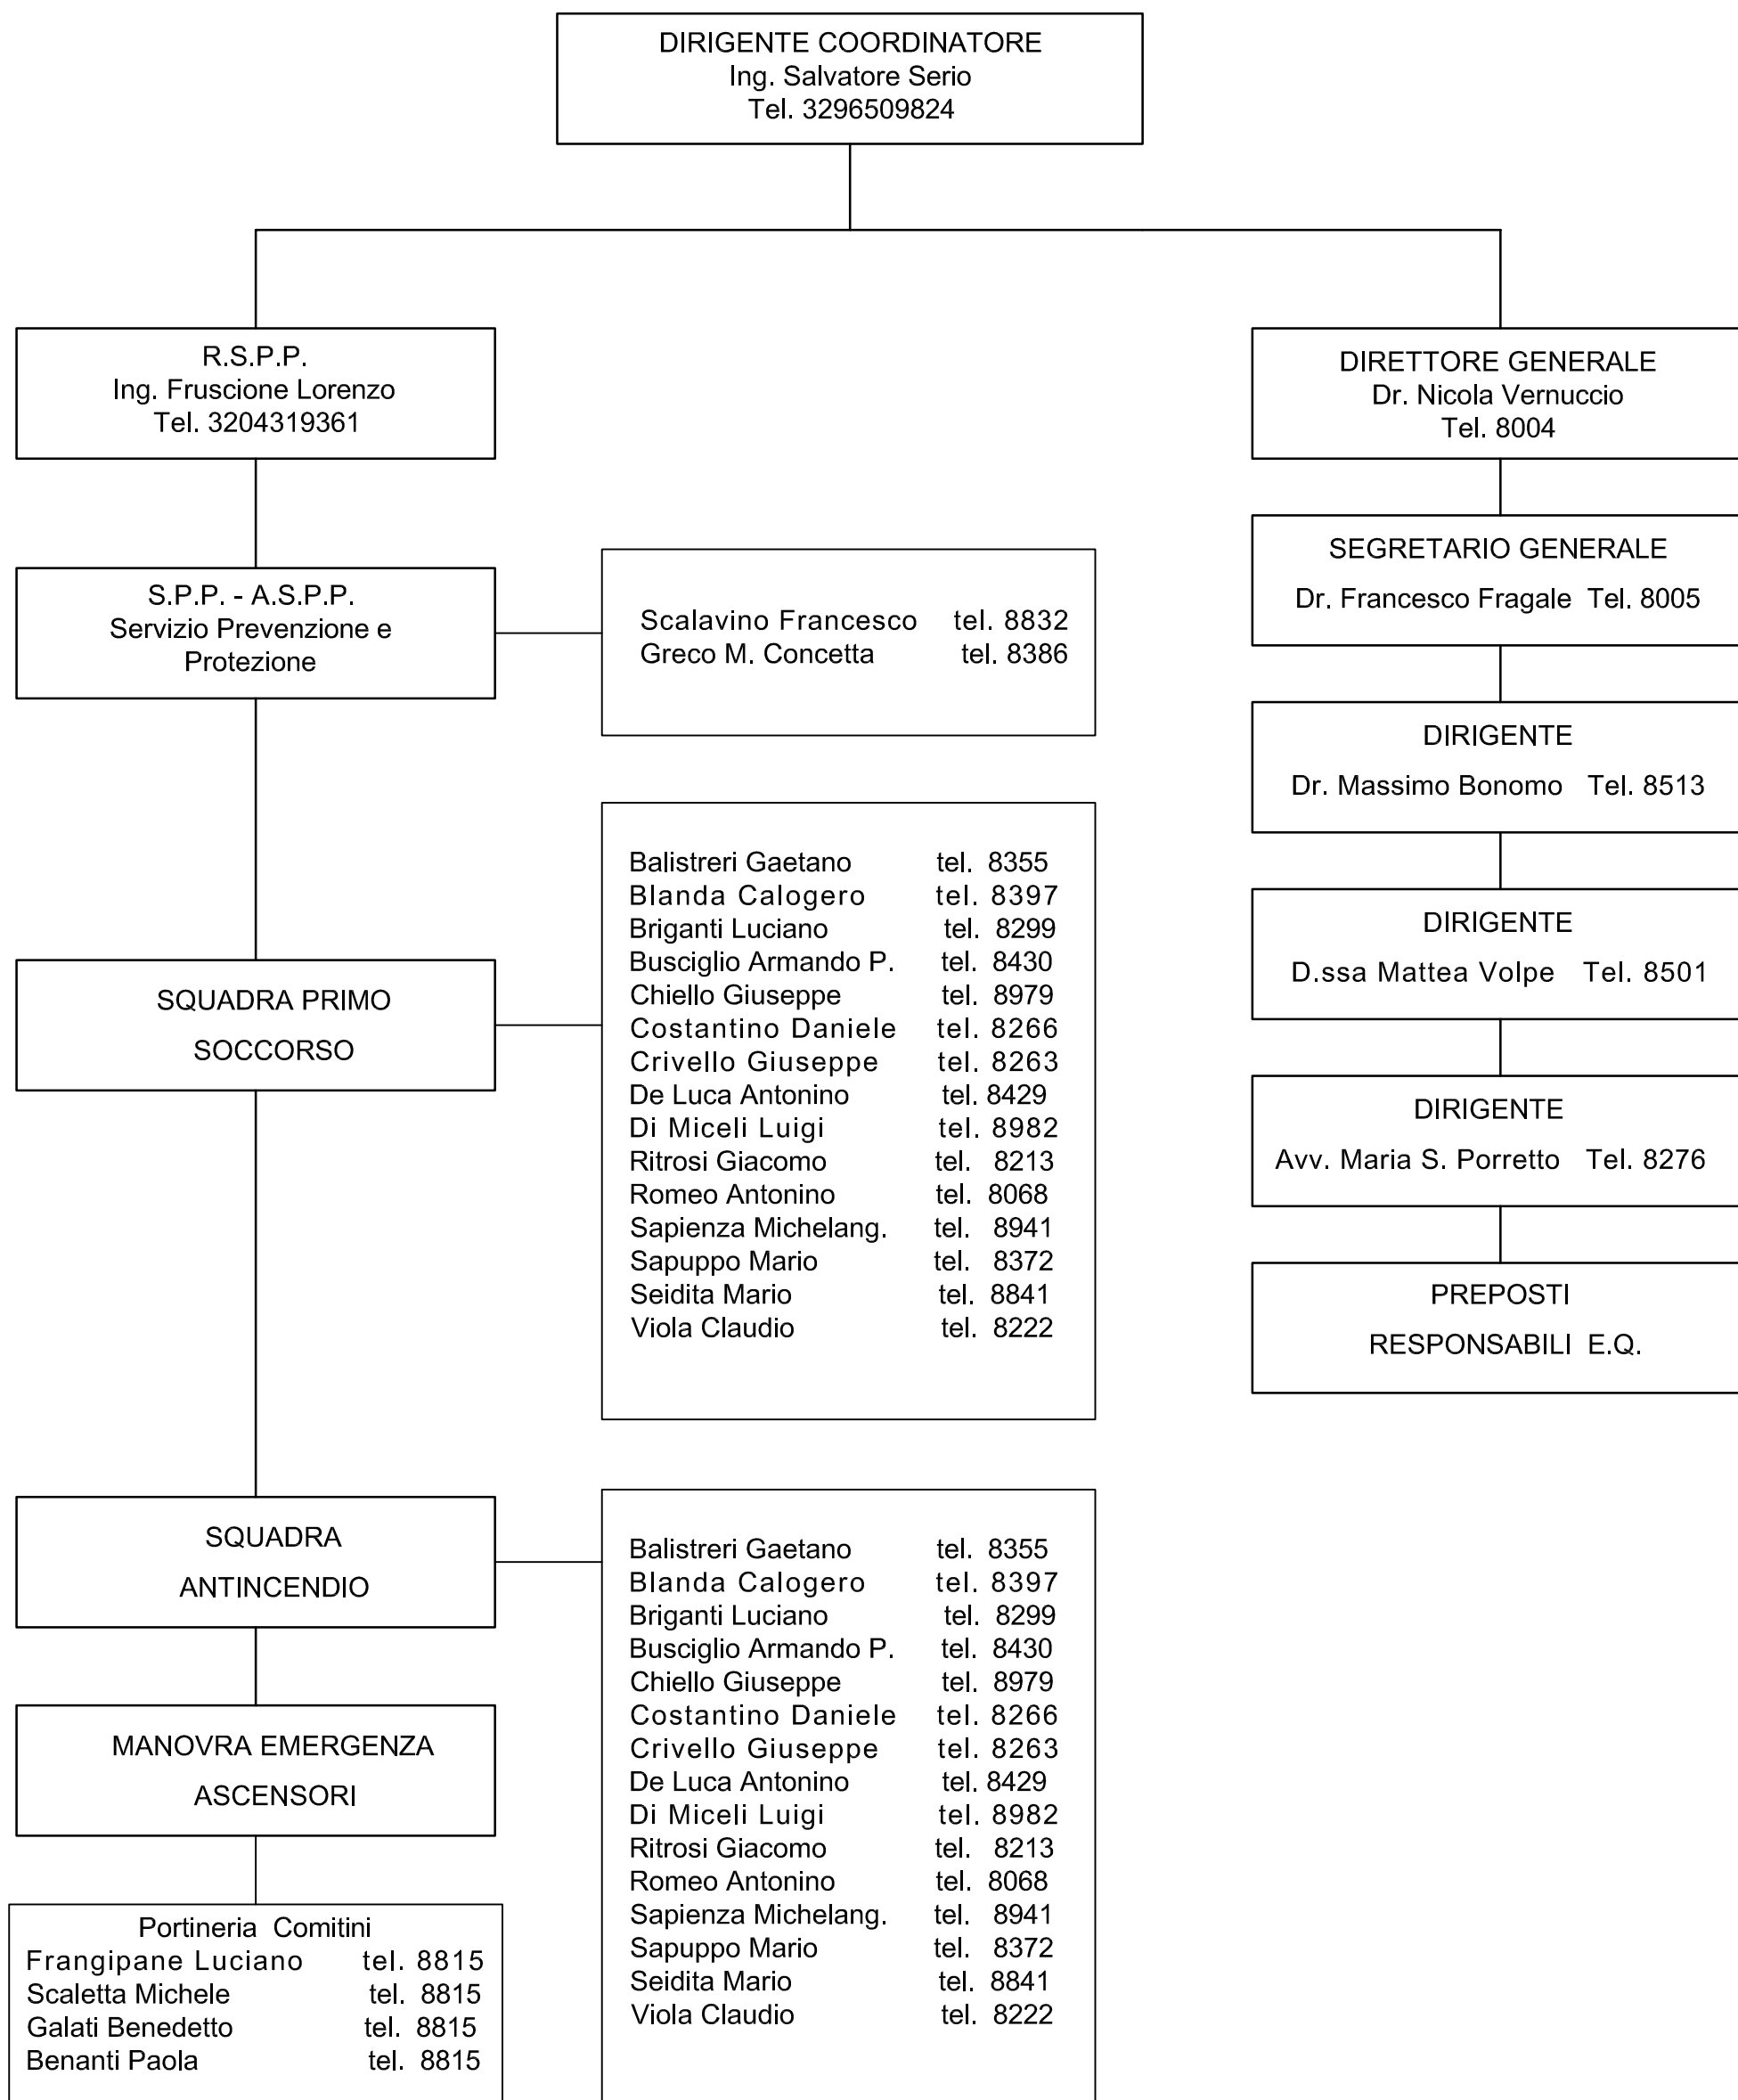 DIRIGENTE COORDINATORE
Ing. Salvatore Serio
Tel. 3296509824
R.S.P.P.
Ing. Fruscione Lorenzo
Tel. 3204319361
DIRETTORE GENERALE
Dr. Nicola Vernuccio
Tel. 8004
SEGRETARIO GENERALE
Dr. Francesco Fragale Tel. 8005
S.P.P. - A.S.P.P.
Servizio Prevenzione e
Protezione
Scalavino Francesco tel. 8832
Greco M. Concetta tel. 8386
DIRIGENTE
Dr. Massimo Bonomo Tel. 8513
DIRIGENTE
D.ssa Mattea Volpe Tel. 8501
DIRIGENTE
Avv. Maria S. Porretto Tel. 8276
PREPOSTI
RESPONSABILI E.Q.
SQUADRA PRIMO
SOCCORSO
Balistreri Gaetano tel. 8355
Blanda Calogero tel. 8397
Briganti Luciano tel. 8299
Busciglio Armando P. tel. 8430
Chiello Giuseppe tel. 8979
Costantino Daniele tel. 8266
Crivello Giuseppe tel. 8263
De Luca Antonino tel. 8429
Di Miceli Luigi tel. 8982
Ritrosi Giacomo tel. 8213
Romeo Antonino tel. 8068
Sapienza Michelang. tel. 8941
Sapuppo Mario tel. 8372
Seidita Mario tel. 8841
Viola Claudio tel. 8222
SQUADRA
ANTINCENDIO
Balistreri Gaetano tel. 8355
Blanda Calogero tel. 8397
Briganti Luciano tel. 8299
Busciglio Armando P. tel. 8430
Chiello Giuseppe tel. 8979
Costantino Daniele tel. 8266
Crivello Giuseppe tel. 8263
De Luca Antonino tel. 8429
Di Miceli Luigi tel. 8982
Ritrosi Giacomo tel. 8213
Romeo Antonino tel. 8068
Sapienza Michelang. tel. 8941
Sapuppo Mario tel. 8372
Seidita Mario tel. 8841
Viola Claudio tel. 8222
MANOVRA EMERGENZA
ASCENSORI
Portineria Comitini
Frangipane Luciano tel. 8815
Scaletta Michele tel. 8815
Galati Benedetto tel. 8815
Benanti Paola tel. 8815